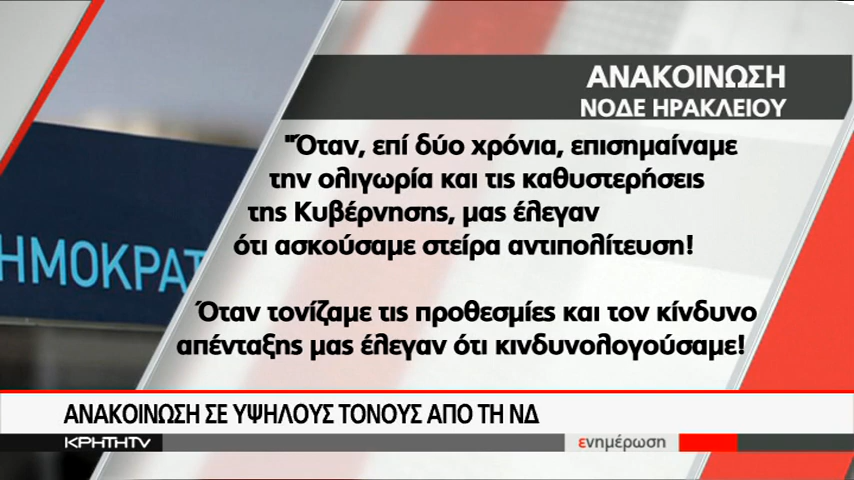 ΑΝΑΚΟΙΝΩΣΗ
ΝΟΔΕ ΗΡΑΚΛΕΙΟΥ
"Όταν, επί δύο χρόνια, επισημαίναμε
την ολιγωρία και τις καθυστερήσεις
της Κυβέρνησης, μας έλεγαν
ότι ασκούσαμε στείρα αντιπολίτευση!
Όταν τονίζαμε τις προθεσμίες και τον κίνδυνο
απένταξης μας έλεγαν ότι κινδυνολογούσαμε!
ΗΜΟΚΡΑΤ
ΑΝΑΚΟΙΝΩΣΗ ΣΕ ΥΨΗΛΟΥΣ ΤΟΝΟΥΣ ΑΠΟ ΤΗ ΝΔ
ΚΡΗΤΗTV
ενημέρωση